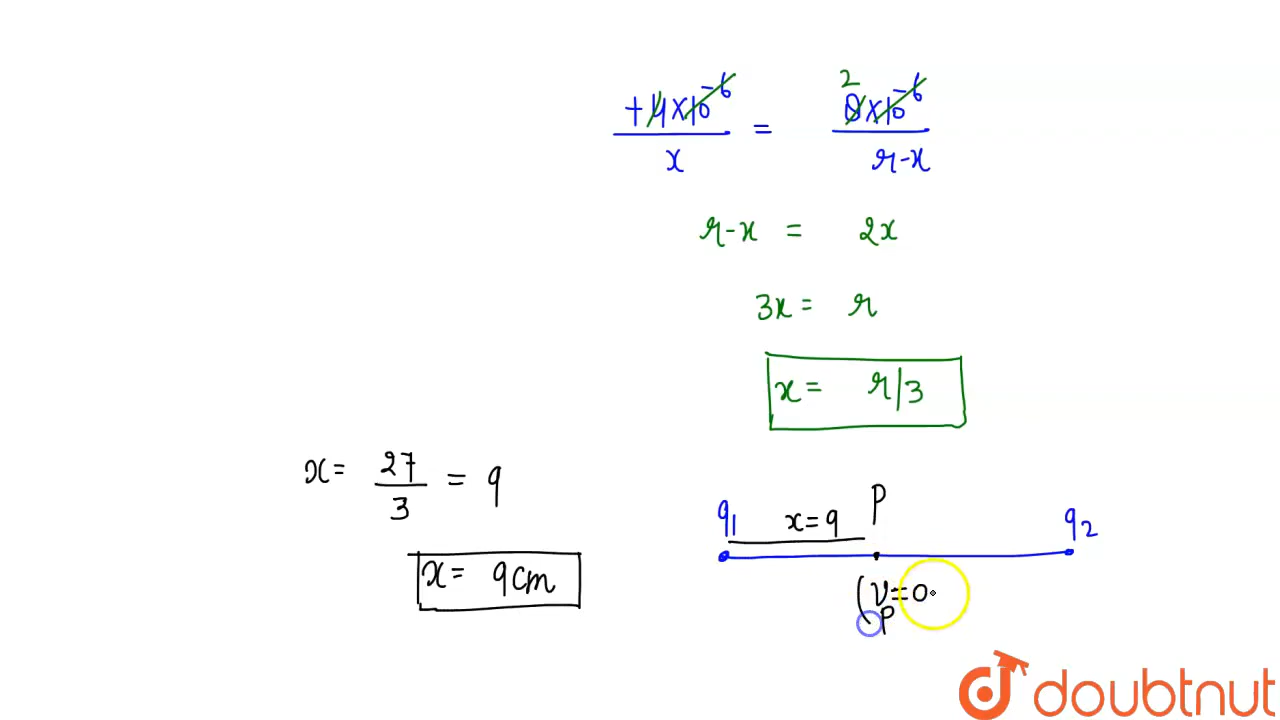 +4×10⁻⁶ / x = 8×10⁻⁶ / r-x
2
r-x = 2x
3x = r
x = r/3
x = 27/3 = 9
x = 9cm
q1 x=9 P q2
(V=0
P
doubtnut